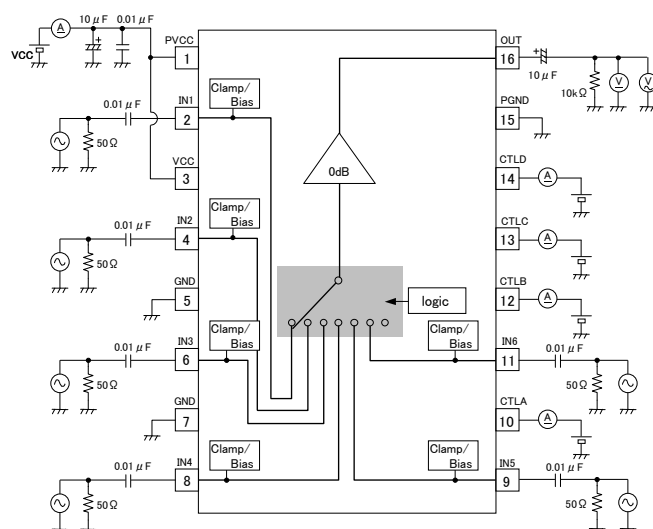 A
10 μF
0.01 μF
VCC
PVCC
1
0.01 μF
IN1
2
50Ω
Clamp/
Bias
VCC
3
0.01 μF
IN2
4
50Ω
Clamp/
Bias
GND
5
0.01 μF
IN3
6
50Ω
Clamp/
Bias
GND
7
0.01 μF
IN4
8
50Ω
Clamp/
Bias
0dB
logic
OUT
16
+
10 μF
10kΩ
V
V
PGND
15
CTLD
14
A
CTLC
13
A
CTLB
12
A
Clamp/
Bias
IN6
11
0.01 μF
50Ω
CTLA
10
A
Clamp/
Bias
IN5
9
0.01 μF
50Ω